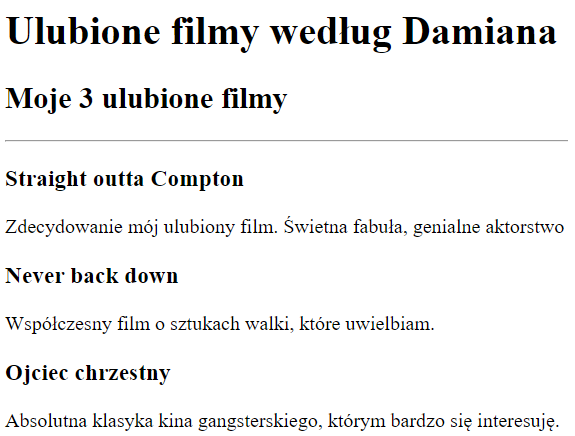 Ulubione filmy według Damiana
Moje 3 ulubione filmy
Straight outta Compton
Zdecydowanie mój ulubiony film. Świetna fabuła, genialne aktorstwo
Never back down
Współczesny film o sztukach walki, które uwielbiam.
Ojciec chrzestny
Absolutna klasyka kina gangsterskiego, którym bardzo się interesuję.